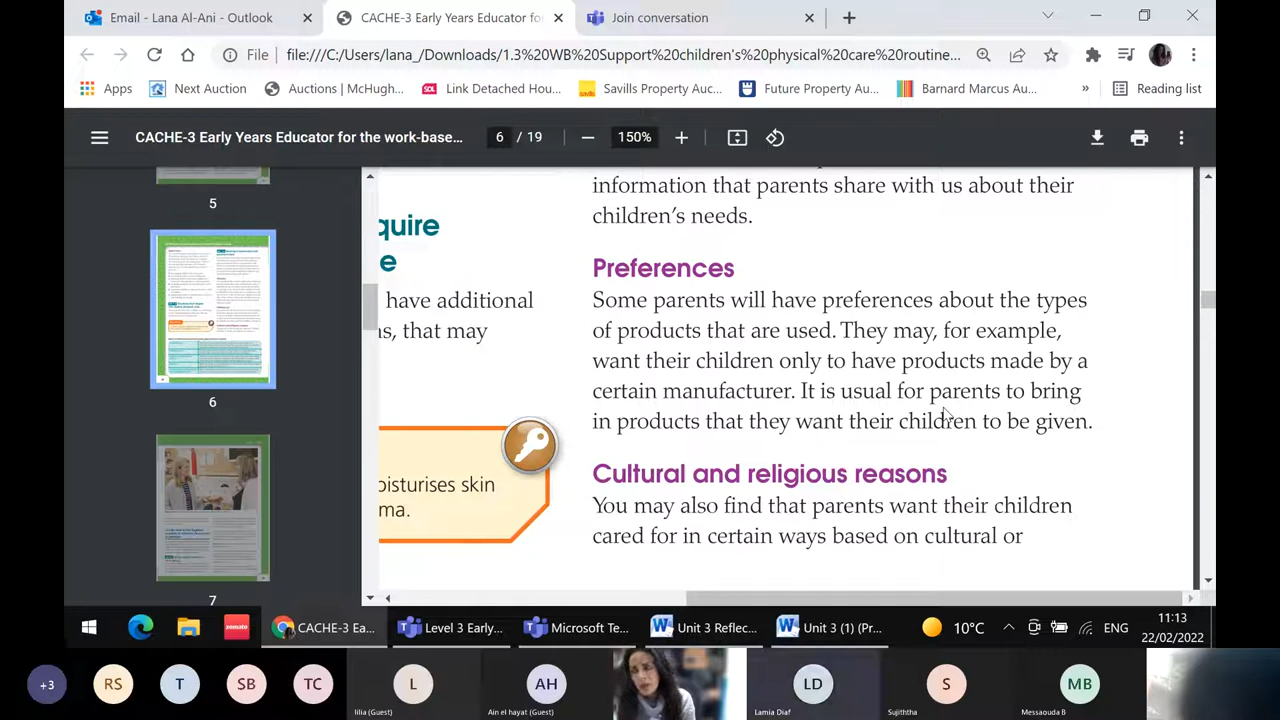 Email - Lana Al-Ani - Outlook
CACHE-3 Early Years Educator for
Join conversation
File
file:///C:/Users/lana_/Downloads/1.3%20WB%20Support%20children's%20physical%20care%20routine...
Apps
Next Auction
Auctions | McHugh...
Link Detached Hou...
Savills Property Auc...
Future Property Au...
Barnard Marcus Au...
»
Reading list
CACHE-3 Early Years Educator for the work-base...
6 / 19
150%
5
6
7
quire
e
have additional
ns, that may
oisturises skin
ma.
information that parents share with us about their
children's needs.
Preferences
Some parents will have preferences about the types
of products that are used. They may, for example,
want their children only to have products made by a
certain manufacturer. It is usual for parents to bring
in products that they want their children to be given.
Cultural and religious reasons
You may also find that parents want their children
cared for in certain ways based on cultural or
zomato
CACHE-3 Ea...
Level 3 Early...
Microsoft Te...
Unit 3 Reflec...
Unit 3 (1) (Pr...
10°C
ENG
11:13
22/02/2022
+3
RS
T
SB
TC
L
lilia (Guest)
AH
Ain el hayat (Guest)
LD
Lamia Diaf
S
Sujiththa
MB
Messaouda B